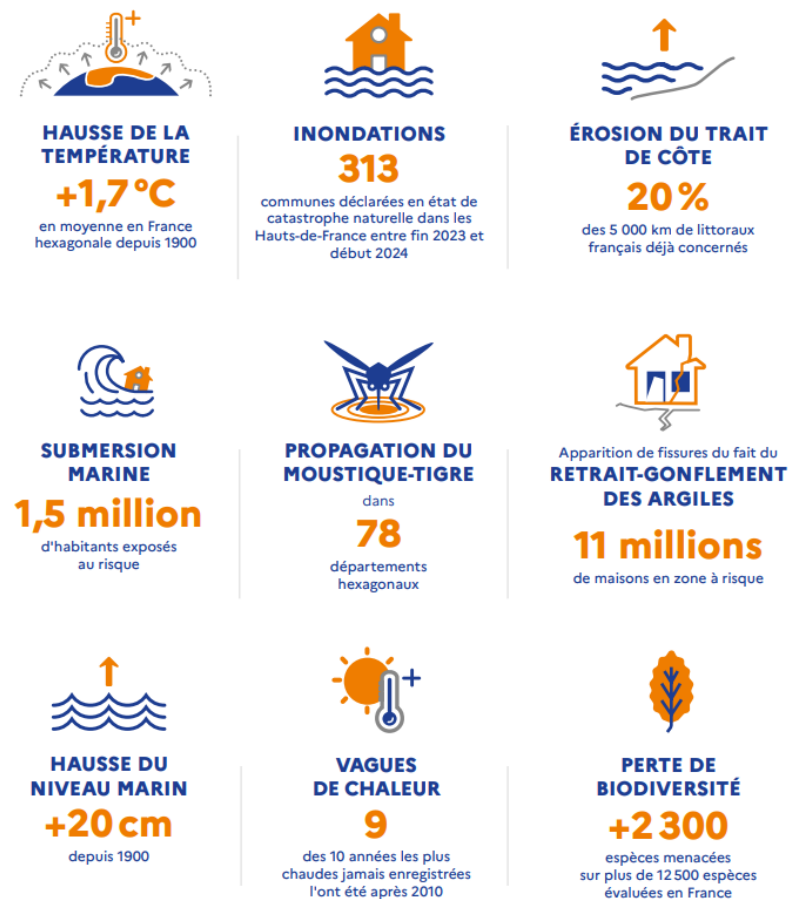 HAUSSE DE LA
TEMPÉRATURE
+1,7 °C
en moyenne en France
hexagonale depuis 1900
INONDATIONS
313
communes déclarées en état de
catastrophe naturelle dans les
Hauts-de-France entre fin 2023 et
début 2024
ÉROSION DU TRAIT
DE CÔTE
20 %
des 5 000 km de littoraux
français déjà concernés
SUBMERSION
MARINE
1,5 million
d'habitants exposés
au risque
PROPAGATION DU
MOUSTIQUE-TIGRE
dans
78
départements
hexagonaux
Apparition de fissures du fait du
RETRAIT-GONFLEMENT
DES ARGILES
11 millions
de maisons en zone à risque
HAUSSE DU
NIVEAU MARIN
+20 cm
depuis 1900
VAGUES
DE CHALEUR
9
des 10 années les plus
chaudes jamais enregistrées
l'ont été après 2010
PERTE DE
BIODIVERSITÉ
+2 300
espèces menacées
sur plus de 12 500 espèces
évaluées en France